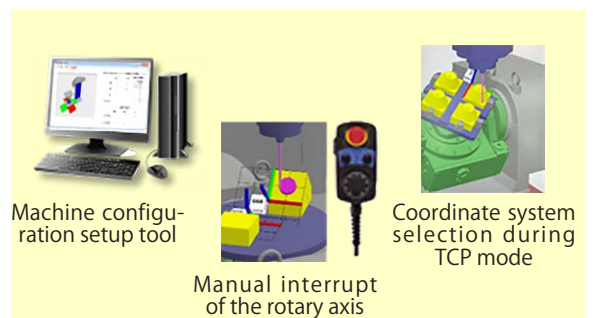 Machine configu-
ration setup tool
Manual interrupt
of the rotary axis
Coordinate system
selection during
TCP mode